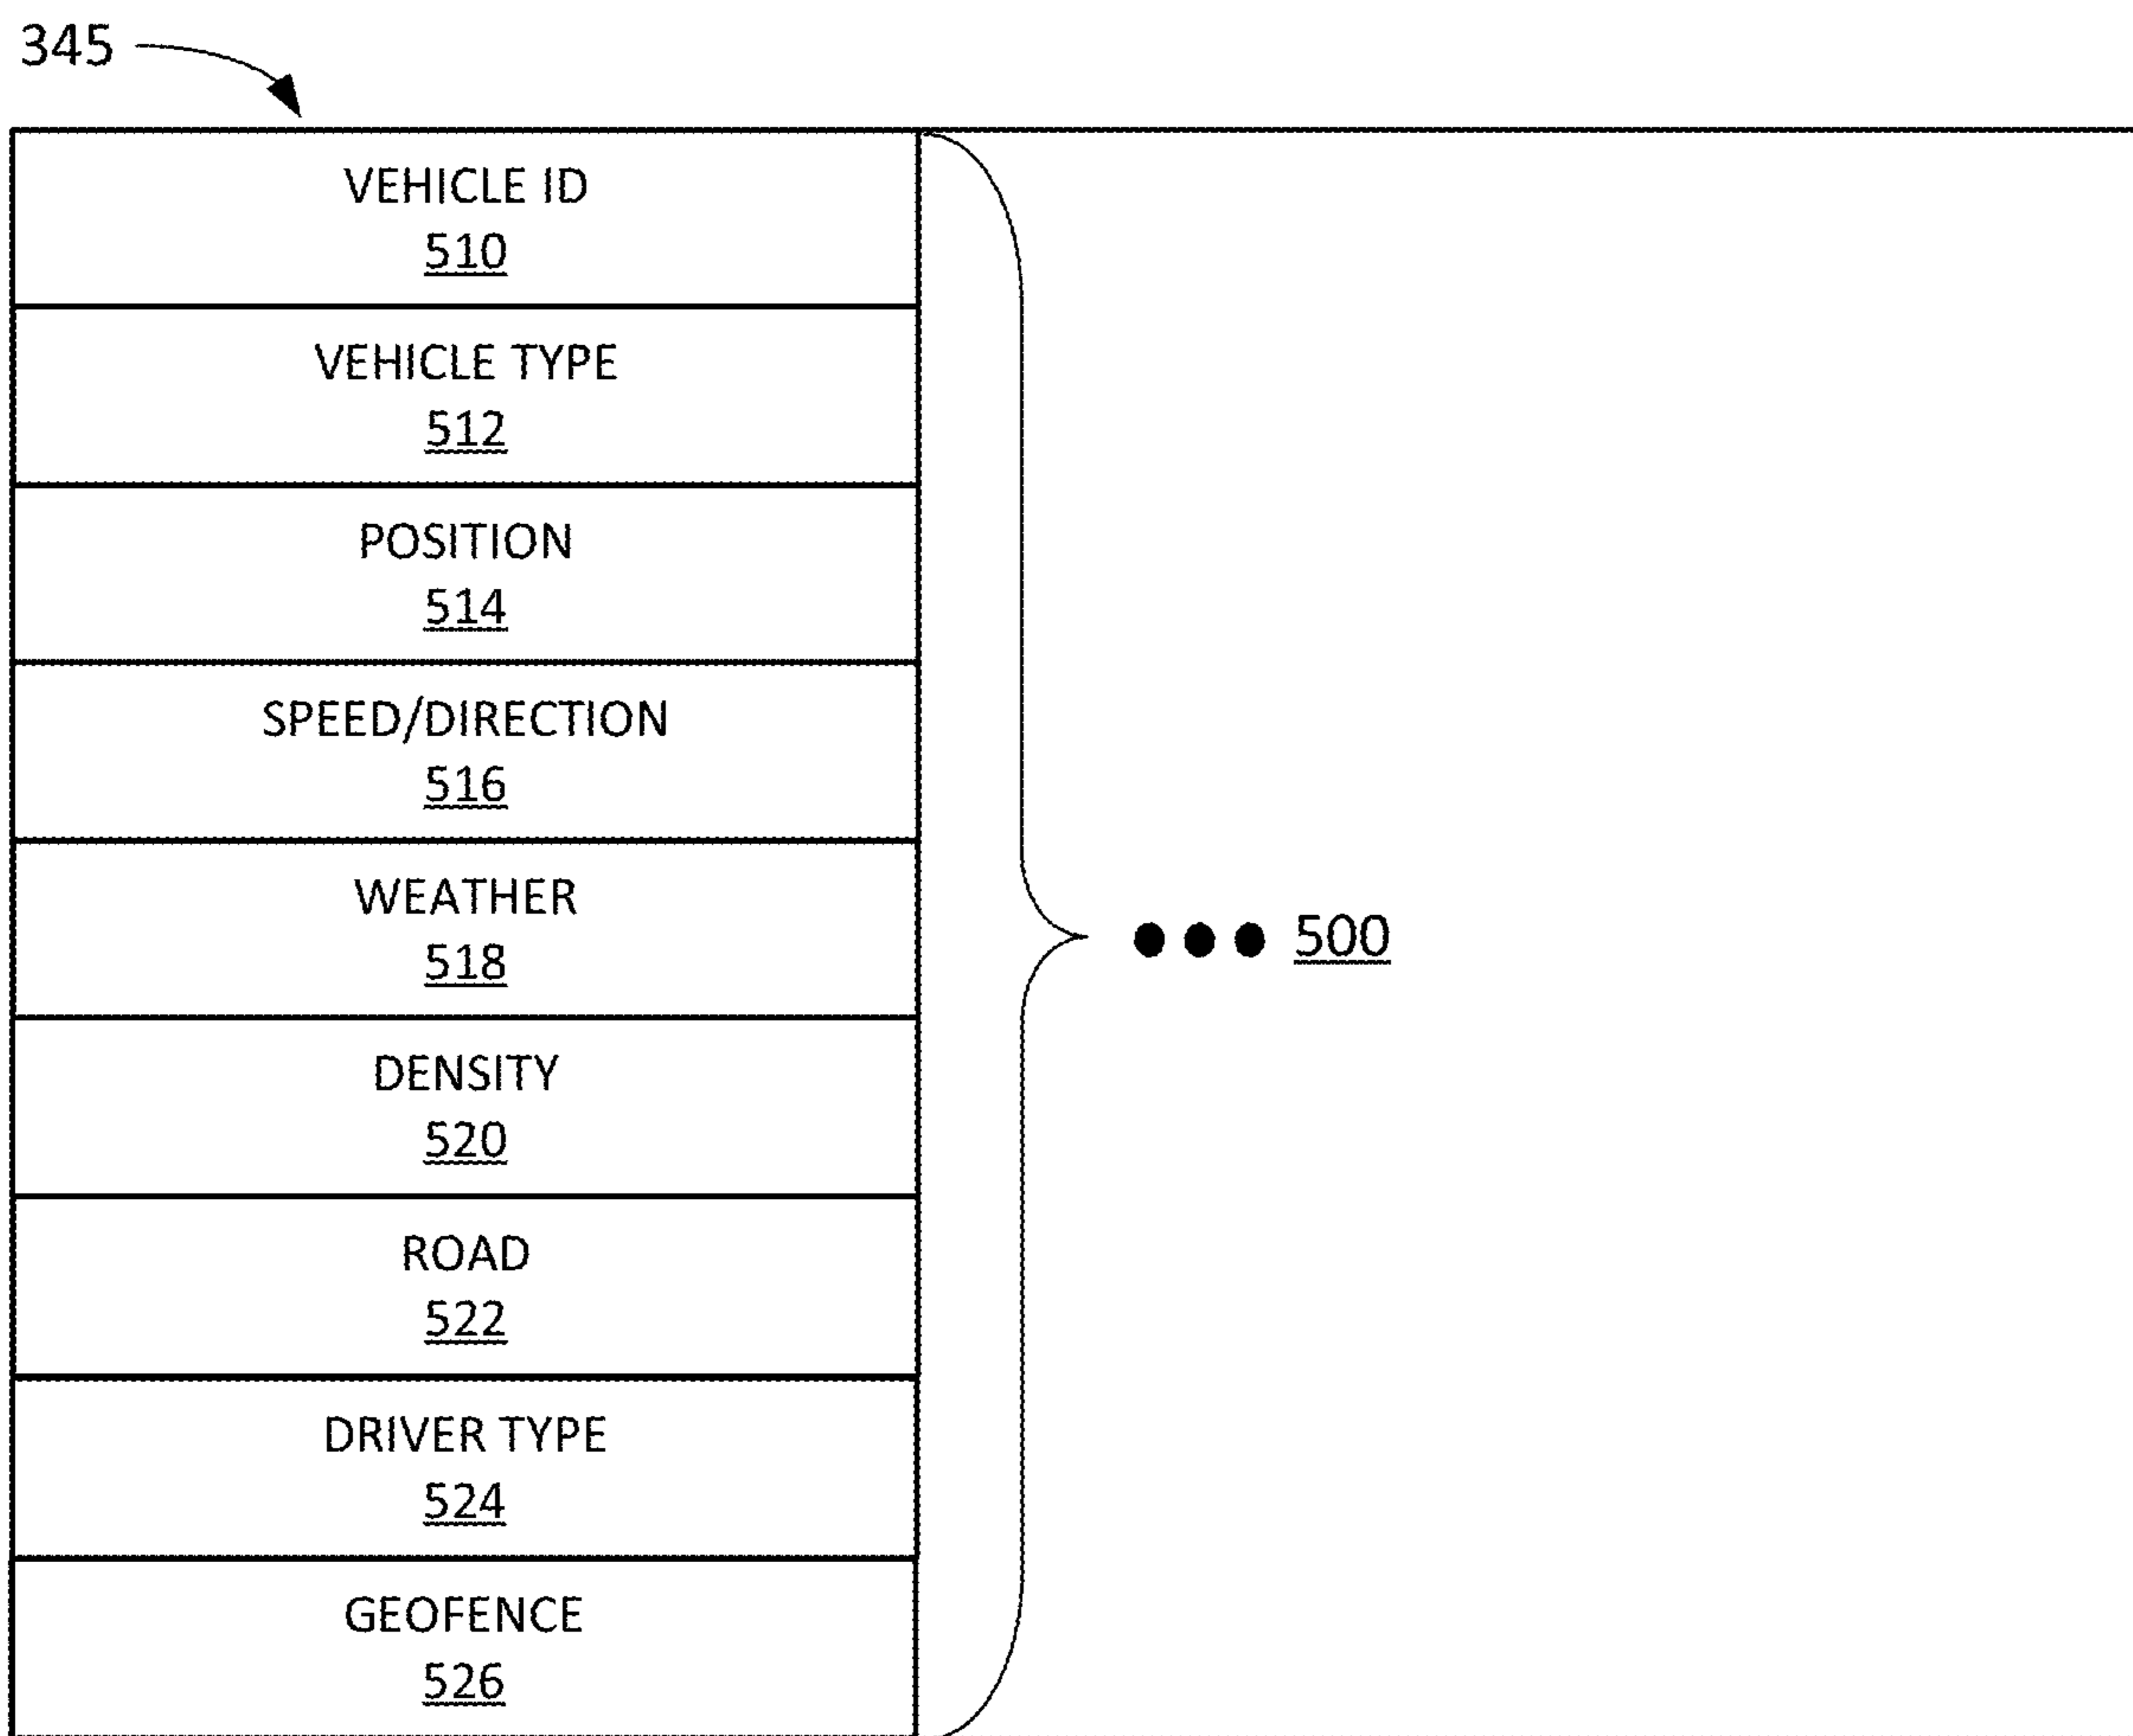 345
VEHICLE ID
510
VEHICLE TYPE
512
POSITION
514
SPEED/DIRECTION
516
WEATHER
518
●●● 500
DENSITY
520
ROAD
522
DRIVER TYPE
524
GEOFENCE
526